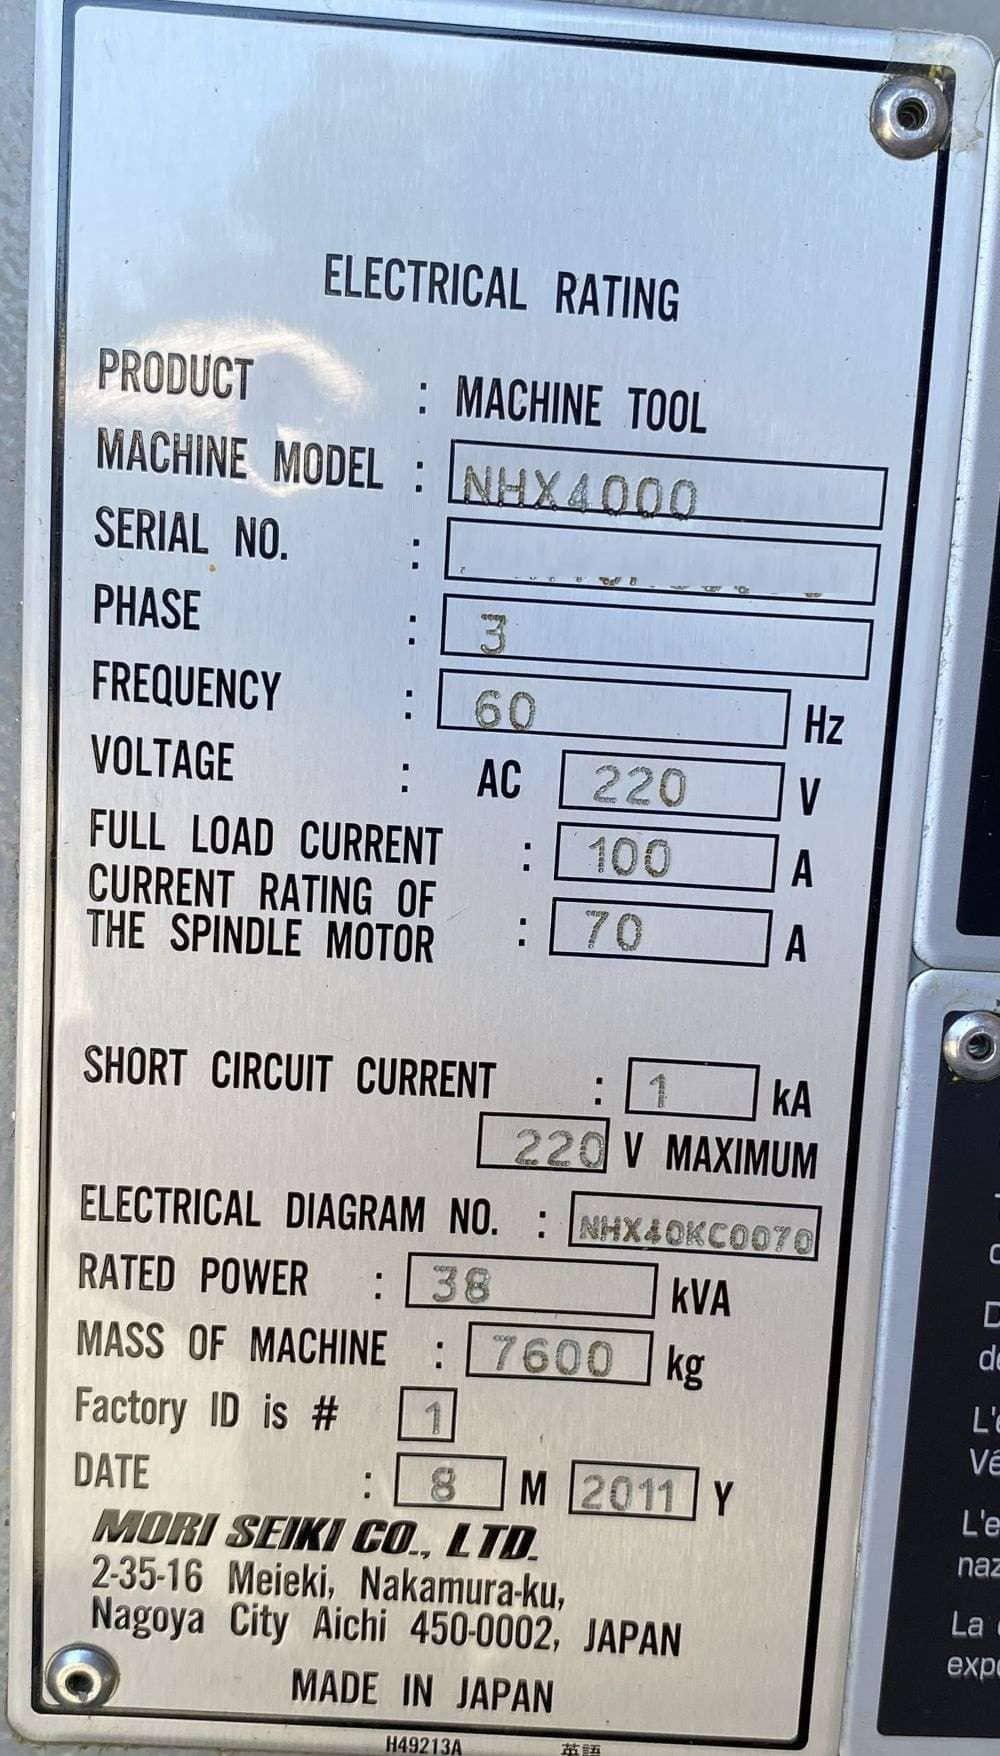 ELECTRICAL RATING
PRODUCT : MACHINE TOOL
MACHINE MODEL : NHX4000
SERIAL NO. :
PHASE : 3
FREQUENCY : 60 Hz
VOLTAGE : AC 220 V
FULL LOAD CURRENT : 100 A
CURRENT RATING OF
THE SPINDLE MOTOR : 70 A
SHORT CIRCUIT CURRENT : 1 kA
220 V MAXIMUM
ELECTRICAL DIAGRAM NO. : NHX40KC0070
RATED POWER : 38 kVA
MASS OF MACHINE : 7600 kg
Factory ID is # 1
DATE : 8 M 2011 Y
MORI SEIKI CO., LTD.
2-35-16 Meieki, Nakamura-ku,
Nagoya City Aichi 450-0002, JAPAN
MADE IN JAPAN
H49213A 英語
L'e
naz
La
expo